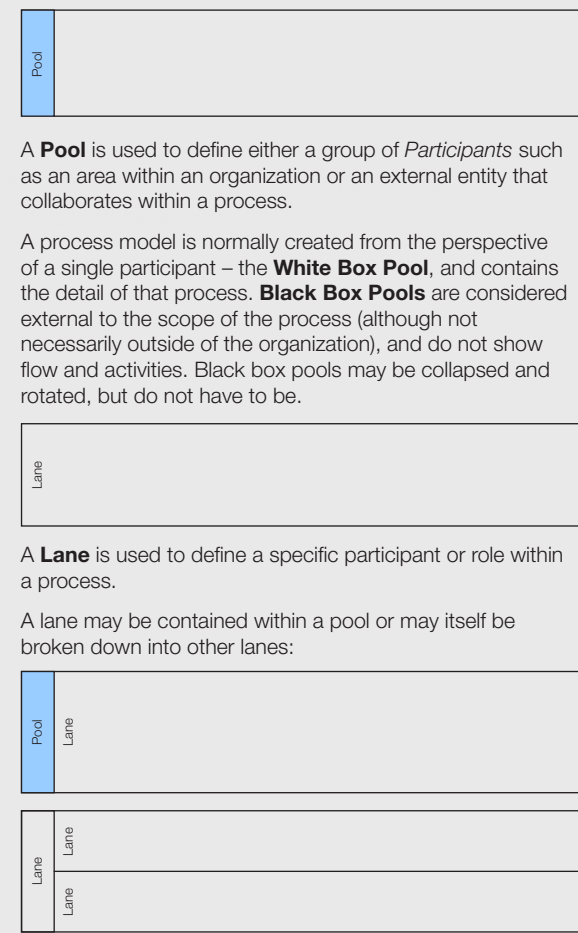 Pool
A Pool is used to define either a group of Participants such
as an area within an organization or an external entity that
collaborates within a process.
A process model is normally created from the perspective
of a single participant – the White Box Pool, and contains
the detail of that process. Black Box Pools are considered
external to the scope of the process (although not
necessarily outside of the organization), and do not show
flow and activities. Black box pools may be collapsed and
rotated, but do not have to be.
Lane
A Lane is used to define a specific participant or role within
a process.
A lane may be contained within a pool or may itself be
broken down into other lanes:
Pool
Lane
Lane
Lane
Lane